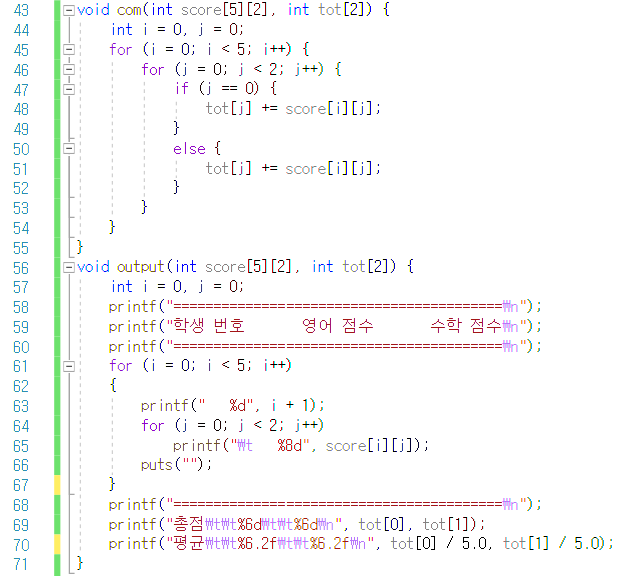 43 void com(int score[5][2], int tot[2]) {
44 int i = 0, j = 0;
45 for (i = 0; i < 5; i++) {
46 for (j = 0; j < 2; j++) {
47 if (j == 0) {
48 tot[j] += score[i][j];
49 }
50 else {
51 tot[j] += score[i][j];
52 }
53 }
54 }
55 }
56 void output(int score[5][2], int tot[2]) {
57 int i = 0, j = 0;
58 printf("=========================================₩n");
59 printf("학생 번호       영어 점수       수학 점수₩n");
60 printf("=========================================₩n");
61 for (i = 0; i < 5; i++)
62 {
63 printf("   %d", i + 1);
64 for (j = 0; j < 2; j++)
65 printf("₩t   %8d", score[i][j]);
66 puts("");
67 }
68 printf("=========================================₩n");
69 printf("총점₩t₩t%6d₩t₩t%6d₩n", tot[0], tot[1]);
70 printf("평균₩t₩t%6.2f₩t₩t%6.2f₩n", tot[0] / 5.0, tot[1] / 5.0);
71 }